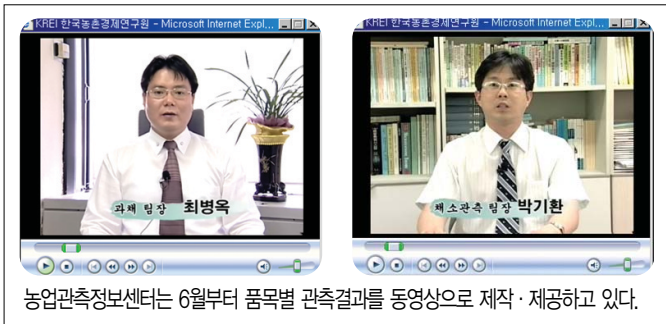 KREI 한국농촌경제연구원 - Microsoft Internet Expl...
KREI 한국농촌경제연구원 - Microsoft Internet Expl...
과채 팀장 최병옥
채소관측 팀장 박기환
농업관측정보센터는 6월부터 품목별 관측결과를 동영상으로 제작·제공하고 있다.